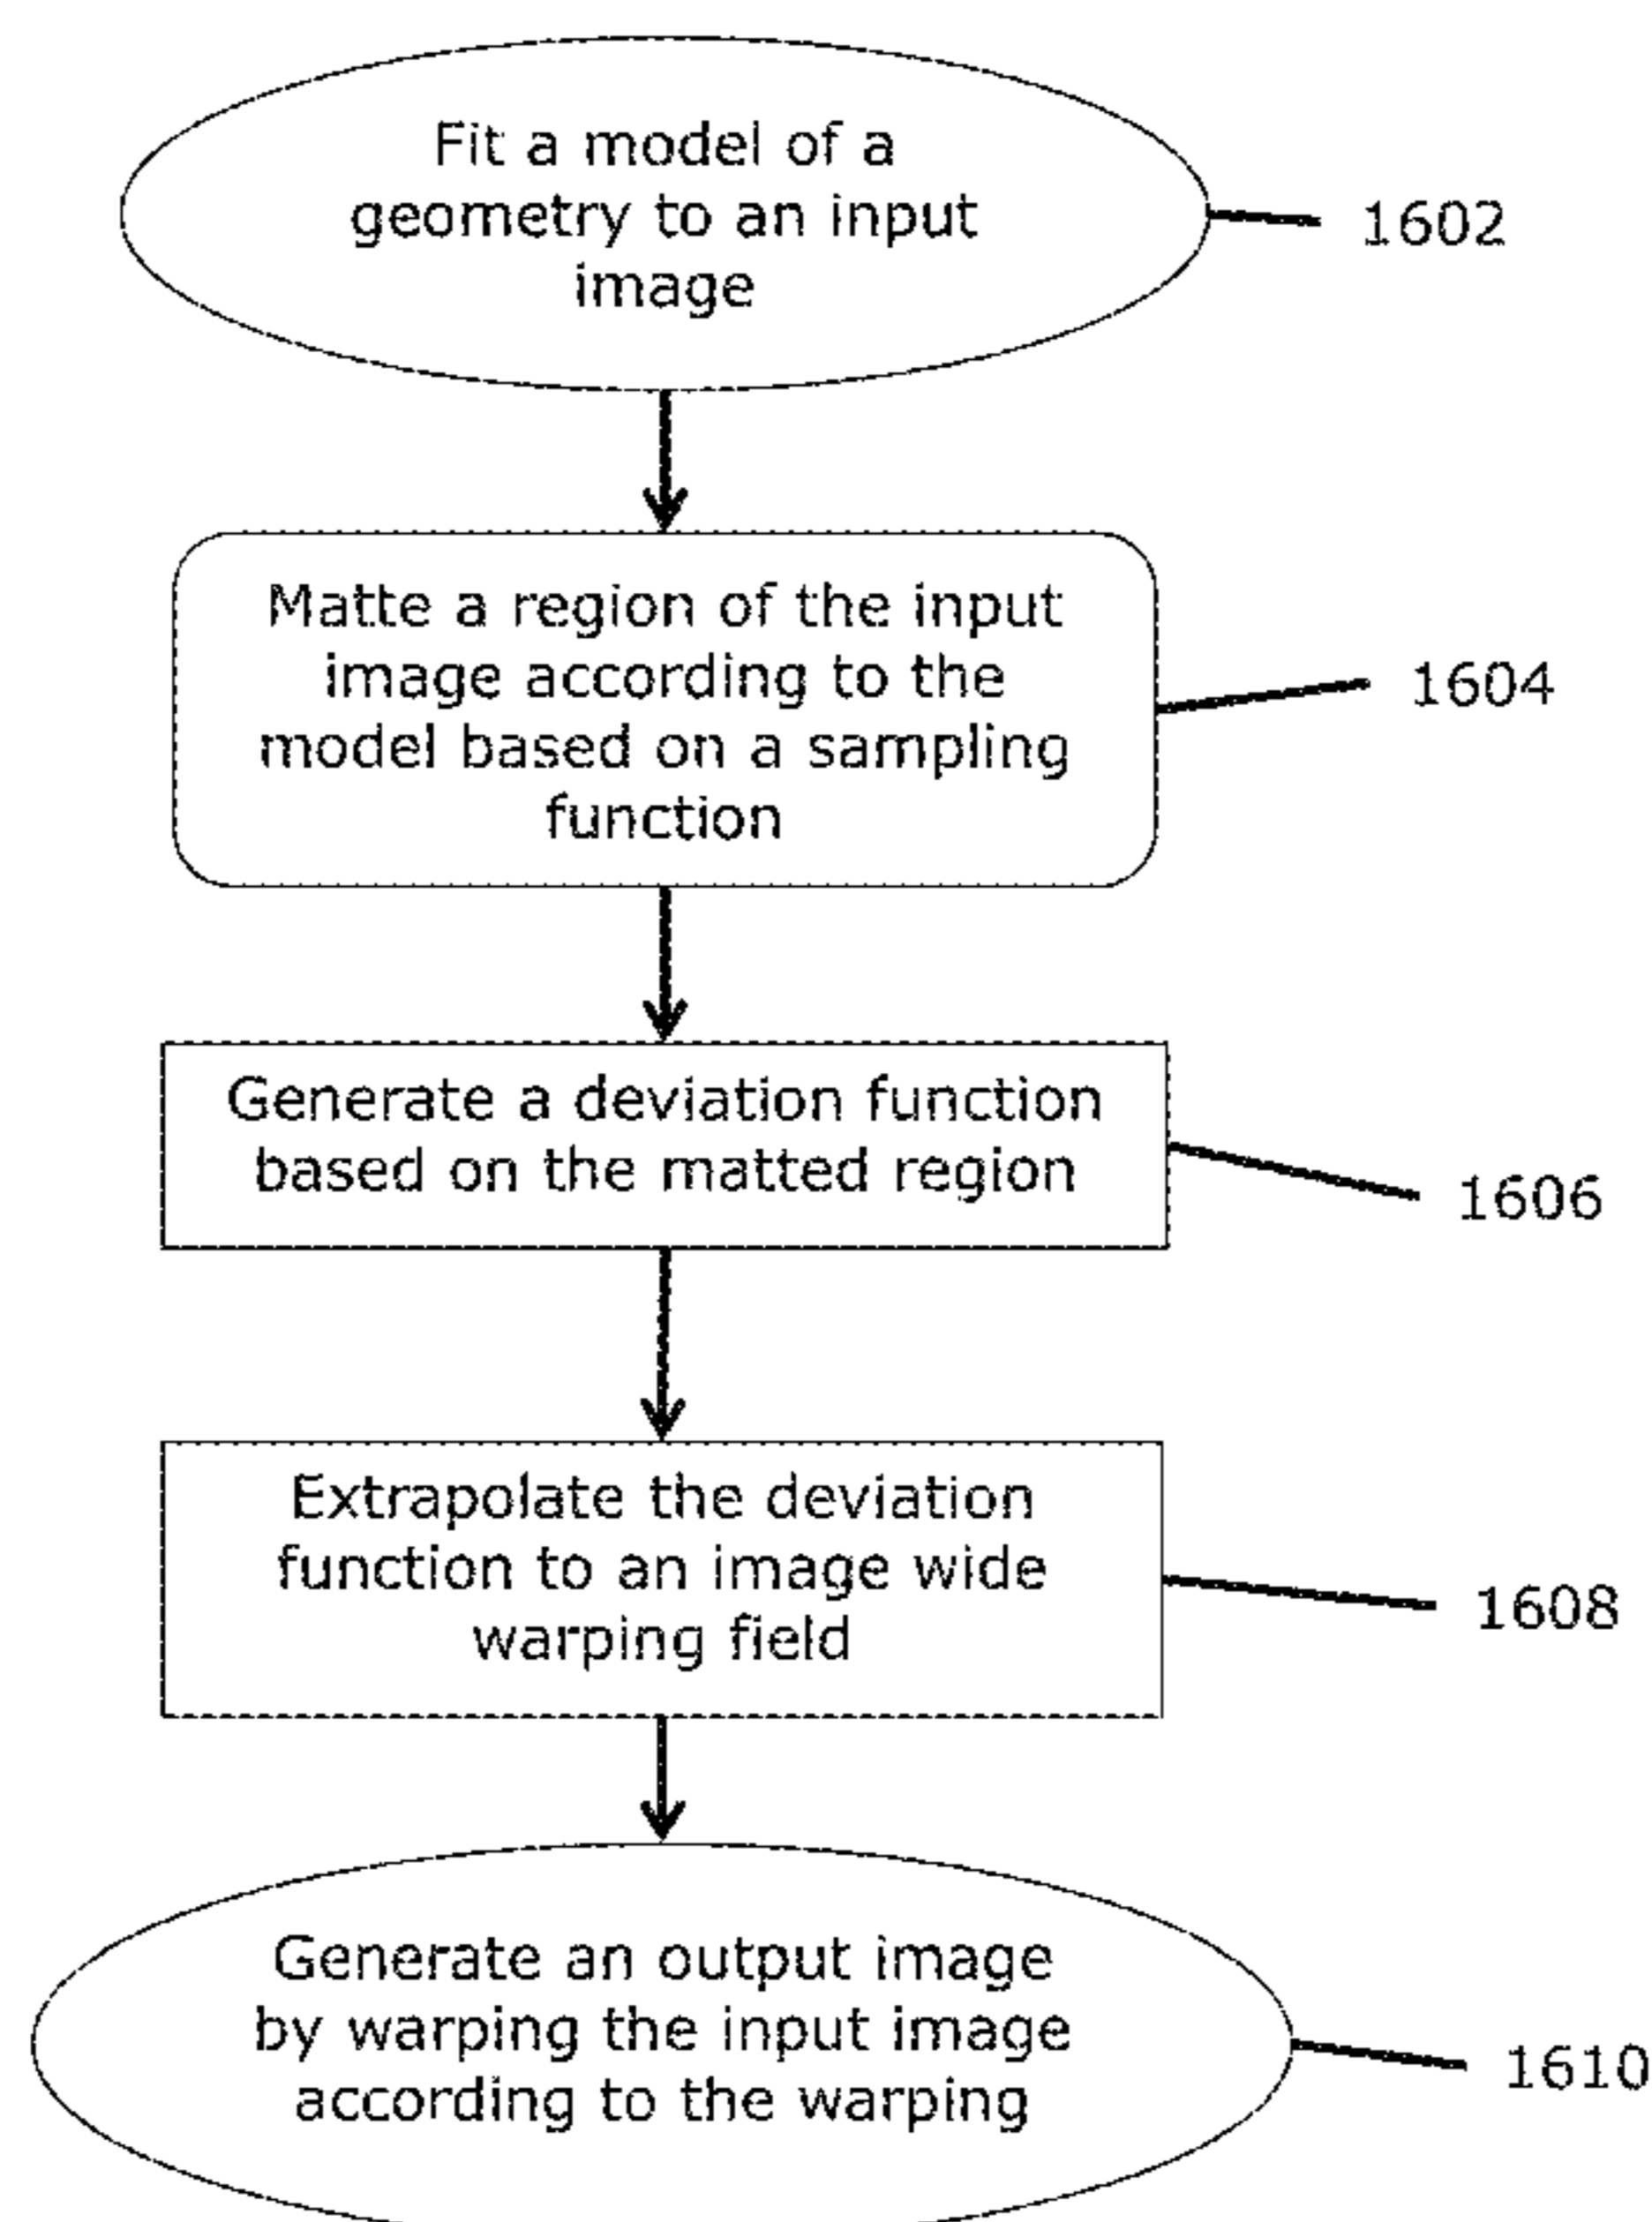 Fit a model of a
geometry to an input
image
1602
Matte a region of the input
image according to the
model based on a sampling
function
1604
Generate a deviation function
based on the matted region
1606
Extrapolate the deviation
function to an image wide
warping field
1608
Generate an output image
by warping the input image
according to the warping
1610